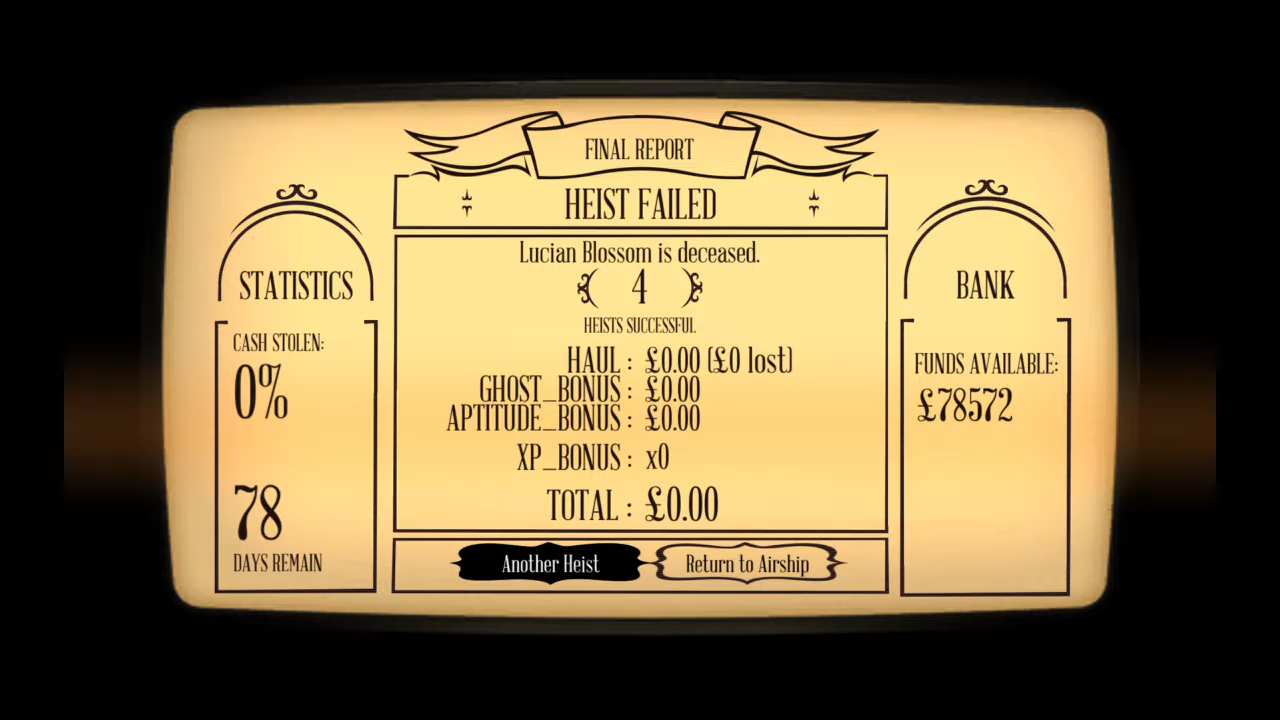 FINAL REPORT
HEIST FAILED
Lucian Blossom is deceased.
4
HEISTS SUCCESSFUL
HAUL : £0.00 (£0 lost)
GHOST_BONUS : £0.00
APTITUDE_BONUS : £0.00
XP_BONUS : x0
TOTAL : £0.00
Another Heist
Return to Airship
STATISTICS
CASH STOLEN:
0%
78
DAYS REMAIN
BANK
FUNDS AVAILABLE:
£78572